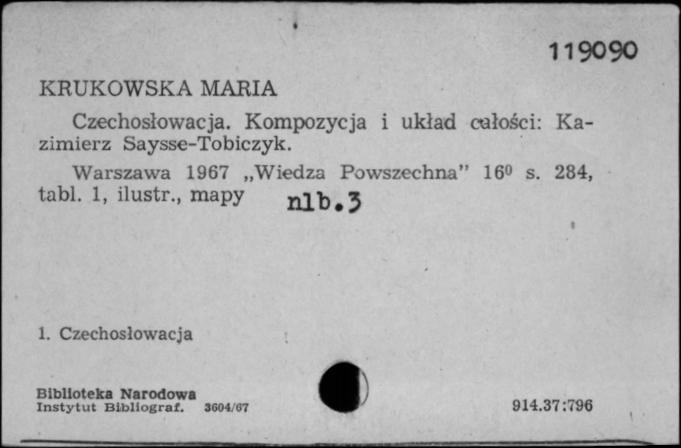 119090
KRUKOWSKA MARIA
Czechosłowacja. Kompozycja i układ całości: Ka-
zimierz Saysse-Tobiczyk.
Warszawa 1967 „Wiedza Powszechna” 16⁰ s. 284,
tabl. 1, ilustr., mapy nlb.3
1. Czechosłowacja
Biblioteka Narodowa
Instytut Bibliograf. 3604/67
914.37:796